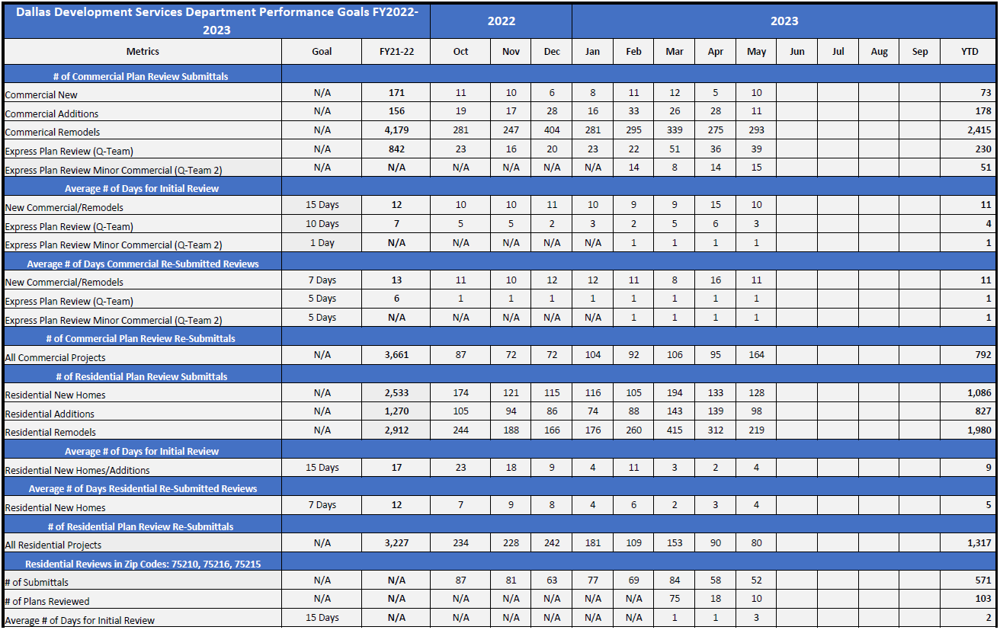 Dallas Development Services Department Performance Goals FY2022-2023 2022 2023
Metrics Goal FY21-22 Oct Nov Dec Jan Feb Mar Apr May Jun Jul Aug Sep YTD
# of Commercial Plan Review Submittals
Commercial New N/A 171 11 10 6 8 11 12 5 10 73
Commercial Additions N/A 156 19 17 28 16 33 26 28 11 178
Commerical Remodels N/A 4,179 281 247 404 281 295 339 275 293 2,415
Express Plan Review (Q-Team) N/A 842 23 16 20 23 22 51 36 39 230
Express Plan Review Minor Commercial (Q-Team 2) N/A N/A N/A N/A N/A N/A 14 8 14 15 51
Average # of Days for Initial Review
New Commercial/Remodels 15 Days 12 10 10 11 10 9 9 15 10 11
Express Plan Review (Q-Team) 10 Days 7 5 5 2 3 2 5 6 3 4
Express Plan Review Minor Commercial (Q-Team 2) 1 Day N/A N/A N/A N/A N/A 1 1 1 1 1
Average # of Days Commercial Re-Submitted Reviews
New Commercial/Remodels 7 Days 13 11 10 12 12 11 8 16 11 11
Express Plan Review (Q-Team) 5 Days 6 1 1 1 1 1 1 1 1 1
Express Plan Review Minor Commercial (Q-Team 2) 5 Days N/A N/A N/A N/A N/A 1 1 1 1 1
# of Commercial Plan Review Re-Submittals
All Commercial Projects N/A 3,661 87 72 72 104 92 106 95 164 792
# of Residential Plan Review Submittals
Residential New Homes N/A 2,533 174 121 115 116 105 194 133 128 1,086
Residential Additions N/A 1,270 105 94 86 74 88 143 139 98 827
Residential Remodels N/A 2,912 244 188 166 176 260 415 312 219 1,980
Average # of Days for Initial Review
Residential New Homes/Additions 15 Days 17 23 18 9 4 11 3 2 4 9
Average # of Days Residential Re-Submitted Reviews
Residential New Homes 7 Days 12 7 9 8 4 6 2 3 4 5
# of Residential Plan Review Re-Submittals
All Residential Projects N/A 3,227 234 228 242 181 109 153 90 80 1,317
Residential Reviews in Zip Codes: 75210, 75216, 75215
# of Submittals N/A N/A 87 81 63 77 69 84 58 52 571
# of Plans Reviewed N/A N/A N/A N/A N/A N/A N/A 75 18 10 103
Average # of Days for Initial Review 15 Days N/A N/A N/A N/A N/A N/A 1 1 3 2